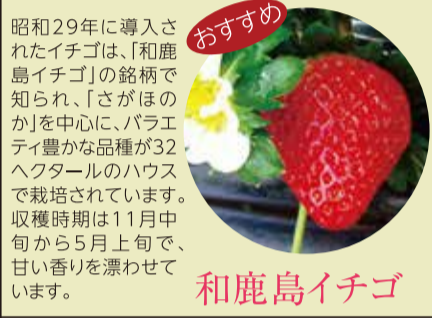 昭和29年に導入さ
れたイチゴは、「和鹿
島イチゴ」の銘柄で
知られ、「さがほの
か」を中心に、バラエ
ティ豊かな品種が32
ヘクタールのハウス
で栽培されています。
収穫時期は11月中
旬から5月上旬で、
甘い香りを漂わせて
います。
おすすめ
和鹿島イチゴ